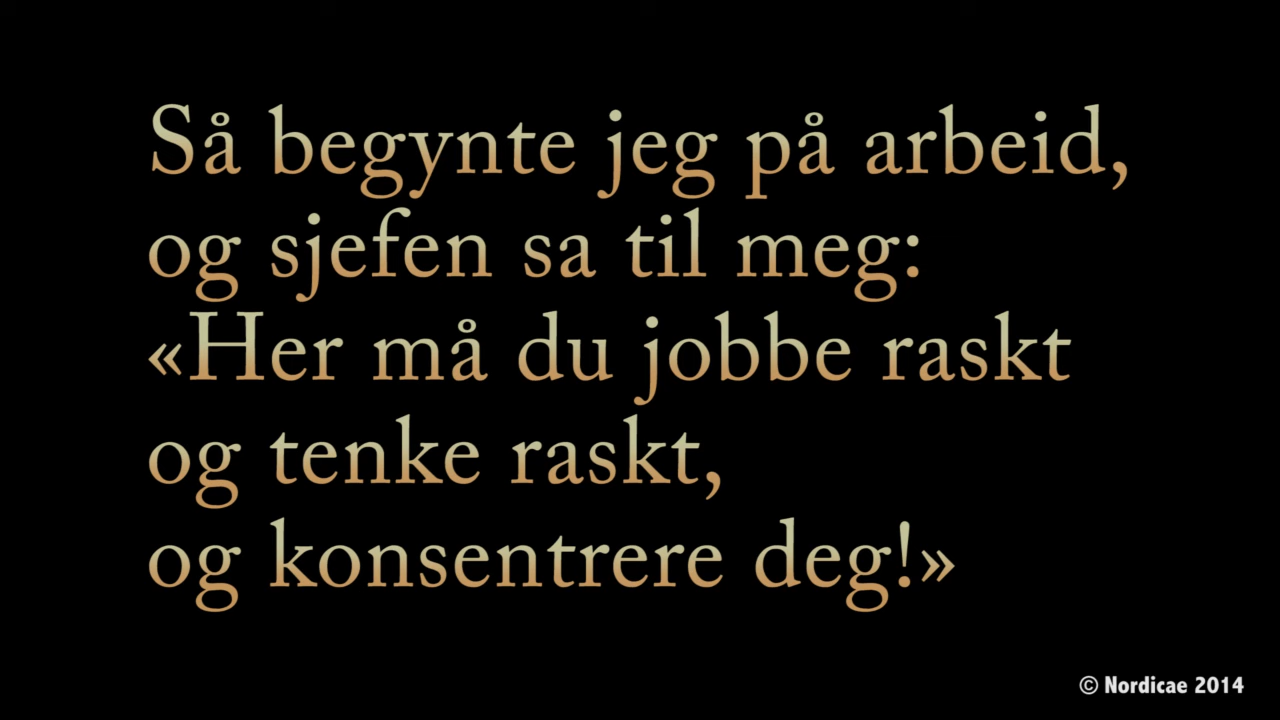 Så begynte jeg på arbeid,
og sjefen sa til meg:
«Her må du jobbe raskt
og tenke raskt,
og konsentrere deg!»
© Nordicae 2014